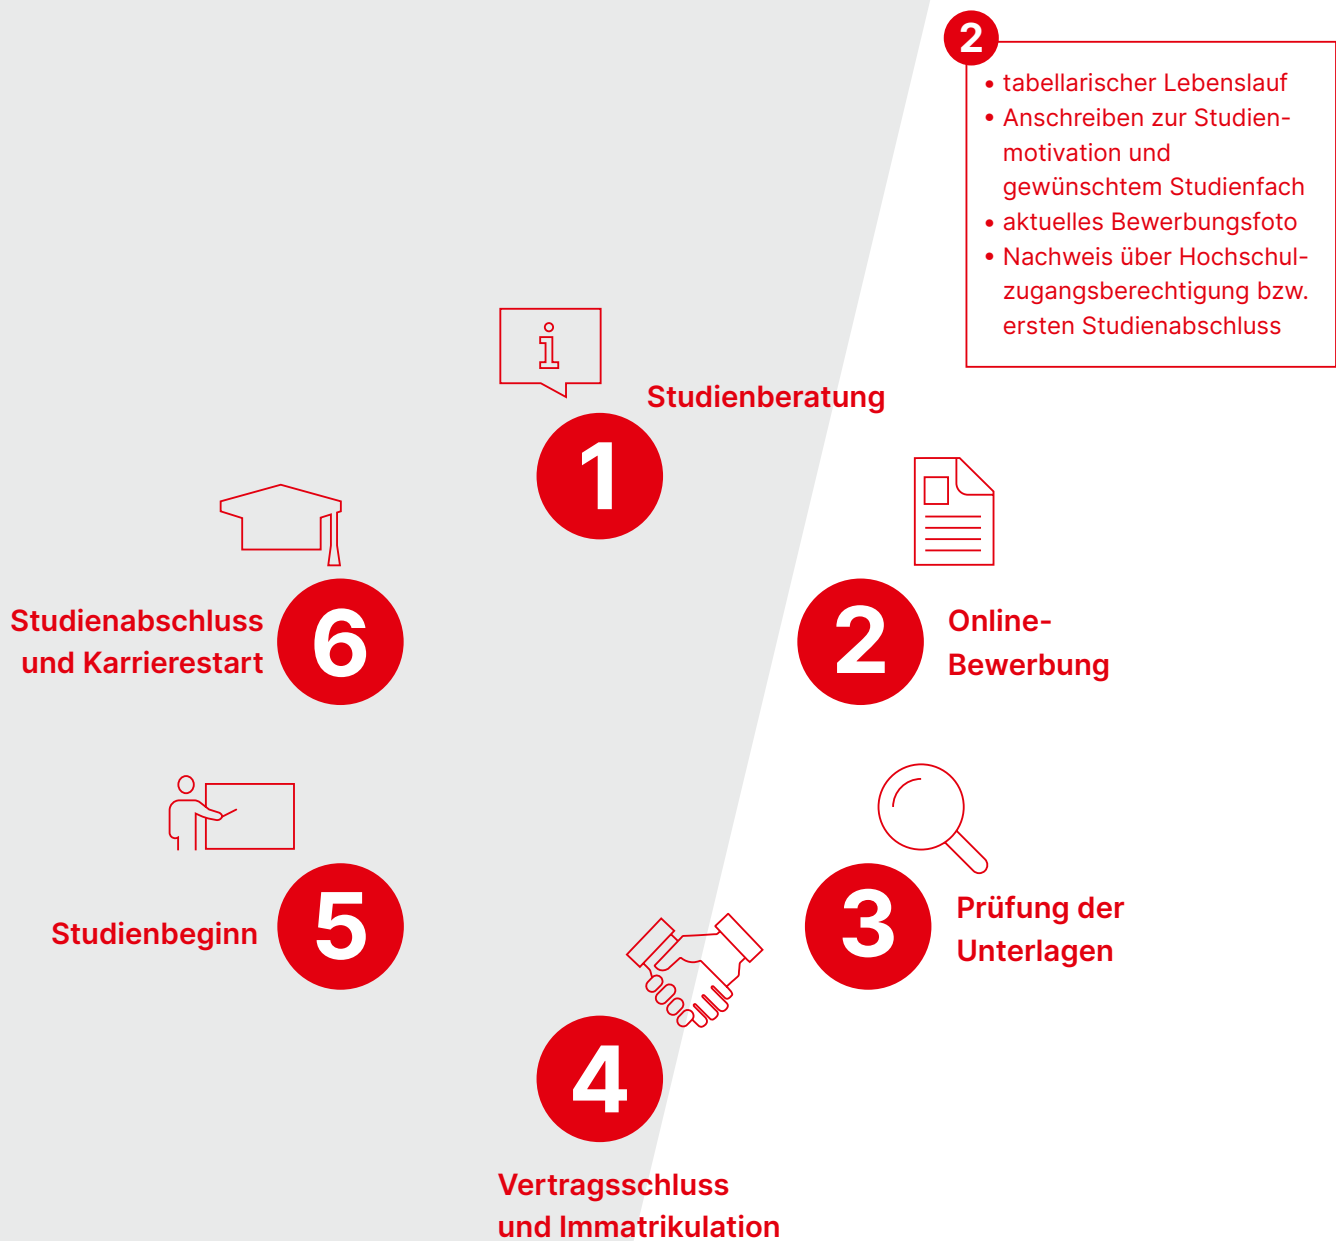 2
• tabellarischer Lebenslauf
• Anschreiben zur Studien-
motivation und
gewünschtem Studienfach
• aktuelles Bewerbungsfoto
• Nachweis über Hochschul-
zugangsberechtigung bzw.
ersten Studienabschluss
i
Studienberatung
1
2
Online-
Bewerbung
3
Prüfung der
Unterlagen
4
Vertragsschluss
und Immatrikulation
5
Studienbeginn
6
Studienabschluss
und Karrierestart